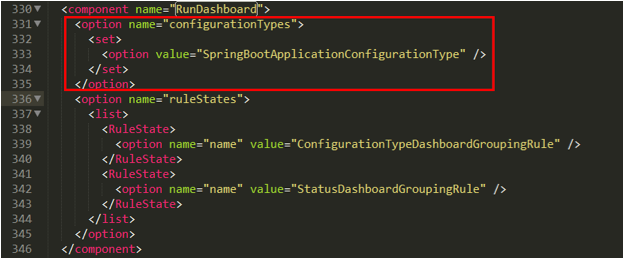 330 <component name="RunDashboard">
331 <option name="configurationTypes">
332 <set>
333 <option value="SpringBootApplicationConfigurationType" />
334 </set>
335 </option>
336 <option name="ruleStates">
337 <list>
338 <RuleState>
339 <option name="name" value="ConfigurationTypeDashboardGroupingRule" />
340 </RuleState>
341 <RuleState>
342 <option name="name" value="StatusDashboardGroupingRule" />
343 </RuleState>
344 </list>
345 </option>
346 </component>